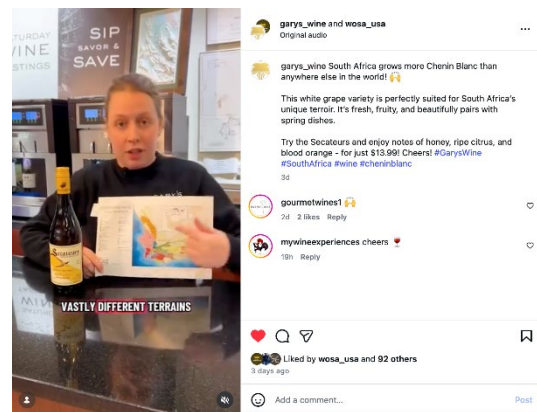 SATURDAY
WINE
TASTINGS
SIP
SAVOR &
SAVE
Secateurs
VASTLY DIFFERENT TERRAINS
garys_wine and wosa_usa
Original audio
garys_wine South Africa grows more Chenin Blanc than
anywhere else in the world! 🙌
This white grape variety is perfectly suited for South Africa's
unique terroir. It's fresh, fruity, and beautifully pairs with
spring dishes.
Try the Secateurs and enjoy notes of honey, ripe citrus, and
blood orange - for just $13.99! Cheers! #GarysWine
#SouthAfrica #wine #cheninblanc
3d
gourmetwines1 🙌
2d 2 likes Reply
mywineexperiences cheers 🍷
19h Reply
Liked by wosa_usa and 92 others
3 days ago
Add a comment...
Post